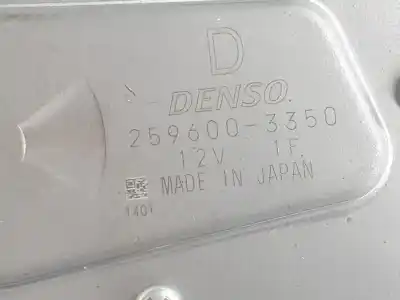 D
DENSO
259600-3350
12V 1F
MADE IN JAPAN
1401